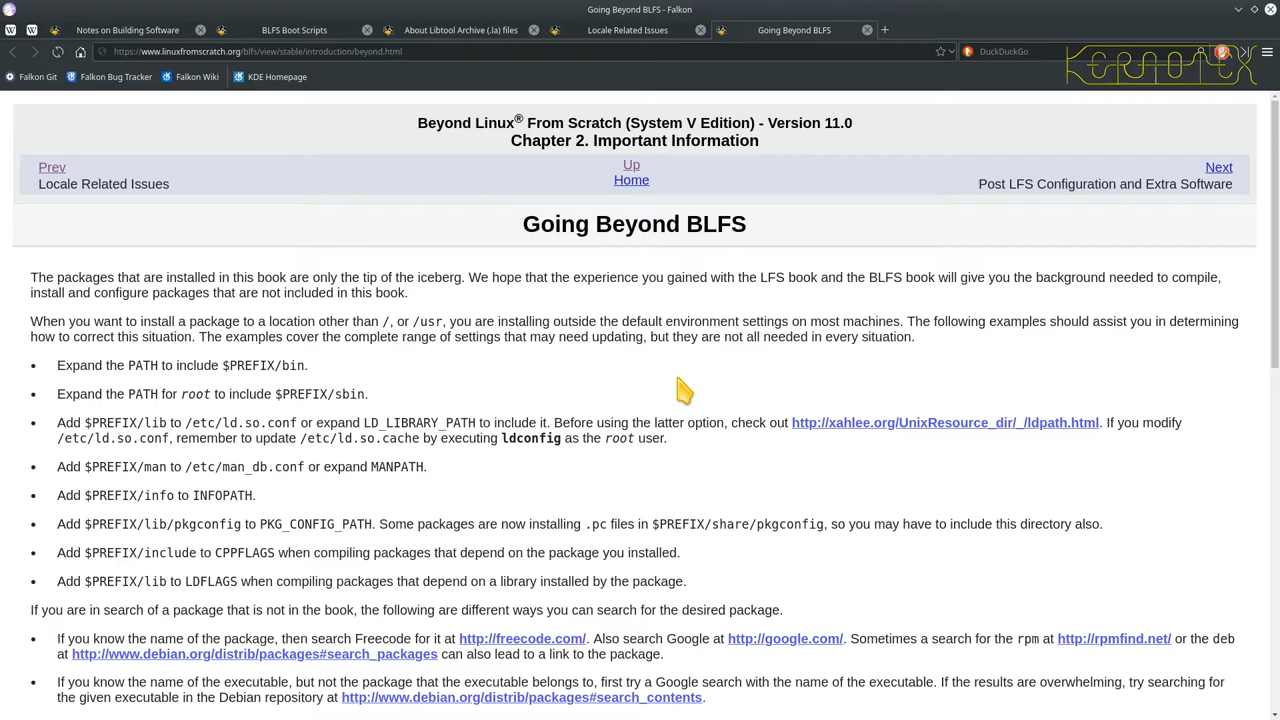 Going Beyond BLFS - Falkon
Notes on Building Software
BLFS Boot Scripts
About Libtool Archive (.la) files
Locale Related Issues
Going Beyond BLFS
https://www.linuxfromscratch.org/blfs/view/stable/introduction/beyond.html
DuckDuckGo
Falkon Git
Falkon Bug Tracker
Falkon Wiki
KDE Homepage
Beyond Linux® From Scratch (System V Edition) - Version 11.0
Chapter 2. Important Information
Prev
Up
Next
Locale Related Issues
Home
Post LFS Configuration and Extra Software
Going Beyond BLFS
The packages that are installed in this book are only the tip of the iceberg. We hope that the experience you gained with the LFS book and the BLFS book will give you the background needed to compile,
install and configure packages that are not included in this book.
When you want to install a package to a location other than /, or /usr, you are installing outside the default environment settings on most machines. The following examples should assist you in determining
how to correct this situation. The examples cover the complete range of settings that may need updating, but they are not all needed in every situation.
• Expand the PATH to include $PREFIX/bin.
• Expand the PATH for root to include $PREFIX/sbin.
• Add $PREFIX/lib to /etc/ld.so.conf or expand LD_LIBRARY_PATH to include it. Before using the latter option, check out http://xahlee.org/UnixResource_dir/_/ldpath.html. If you modify
/etc/ld.so.conf, remember to update /etc/ld.so.cache by executing ldconfig as the root user.
• Add $PREFIX/man to /etc/man_db.conf or expand MANPATH.
• Add $PREFIX/info to INFOPATH.
• Add $PREFIX/lib/pkgconfig to PKG_CONFIG_PATH. Some packages are now installing .pc files in $PREFIX/share/pkgconfig, so you may have to include this directory also.
• Add $PREFIX/include to CPPFLAGS when compiling packages that depend on the package you installed.
• Add $PREFIX/lib to LDFLAGS when compiling packages that depend on a library installed by the package.
If you are in search of a package that is not in the book, the following are different ways you can search for the desired package.
• If you know the name of the package, then search Freecode for it at http://freecode.com/. Also search Google at http://google.com/. Sometimes a search for the rpm at http://rpmfind.net/ or the deb
at http://www.debian.org/distrib/packages#search_packages can also lead to a link to the package.
• If you know the name of the executable, but not the package that the executable belongs to, first try a Google search with the name of the executable. If the results are overwhelming, try searching for
the given executable in the Debian repository at http://www.debian.org/distrib/packages#search_contents.